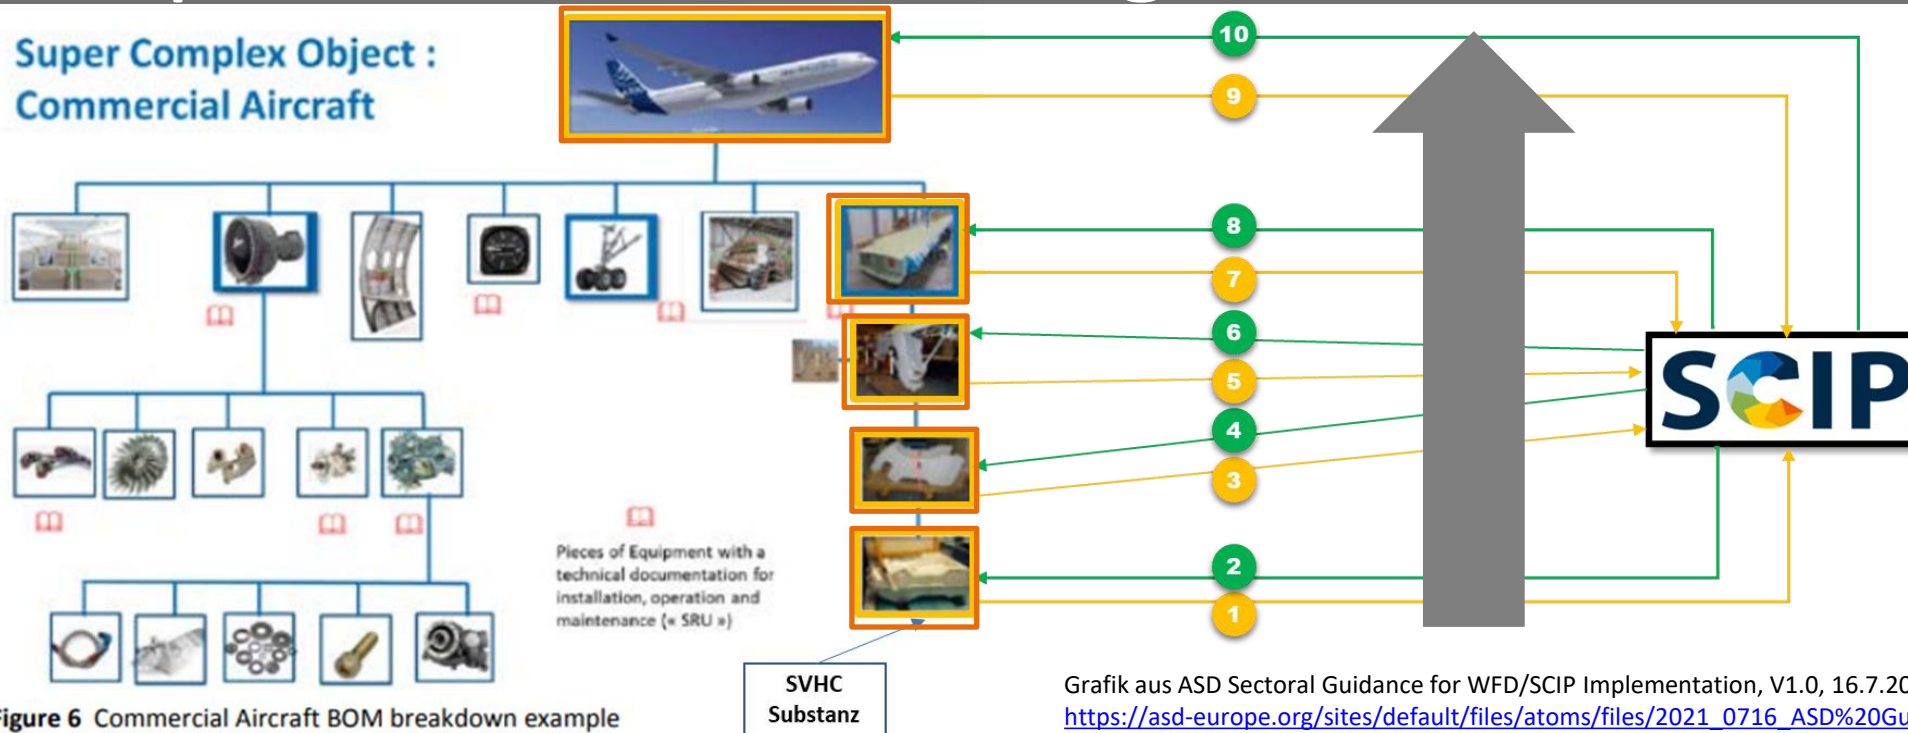 Super Complex Object :
Commercial Aircraft
10
9
8
7
6
5
4
3
2
1
SCIP
Pieces of Equipment with a
technical documentation for
installation, operation and
maintenance (« SRU »)
SVHC
Substanz
Figure 6 Commercial Aircraft BOM breakdown example
Grafik aus ASD Sectoral Guidance for WFD/SCIP Implementation, V1.0, 16.7.20
https://asd-europe.org/sites/default/files/atoms/files/2021_0716_ASD%20Gu